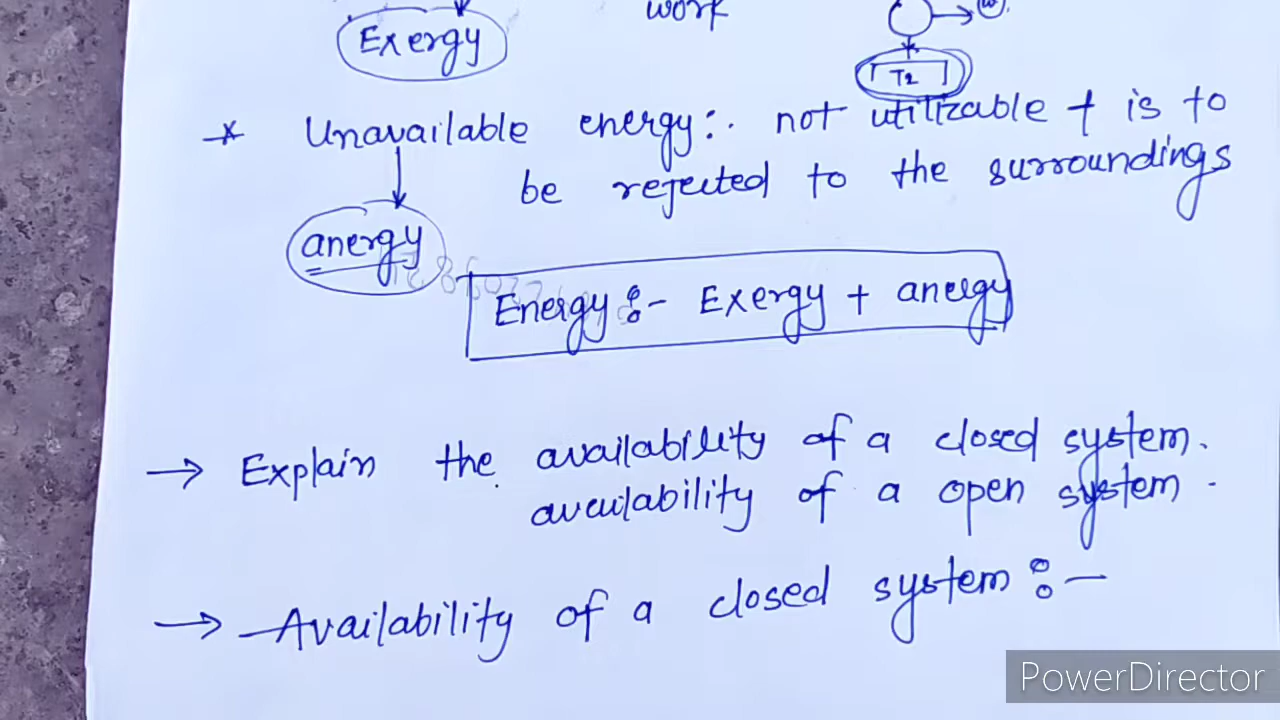 work
Exergy
T2
* Unavailable energy:. not utilizable + is to
be rejected to the surroundings
anergy
Energy :- Exergy + anergy
→ Explain the availability of a closed system.
availability of a open system.
→ Availability of a closed system :-
PowerDirector